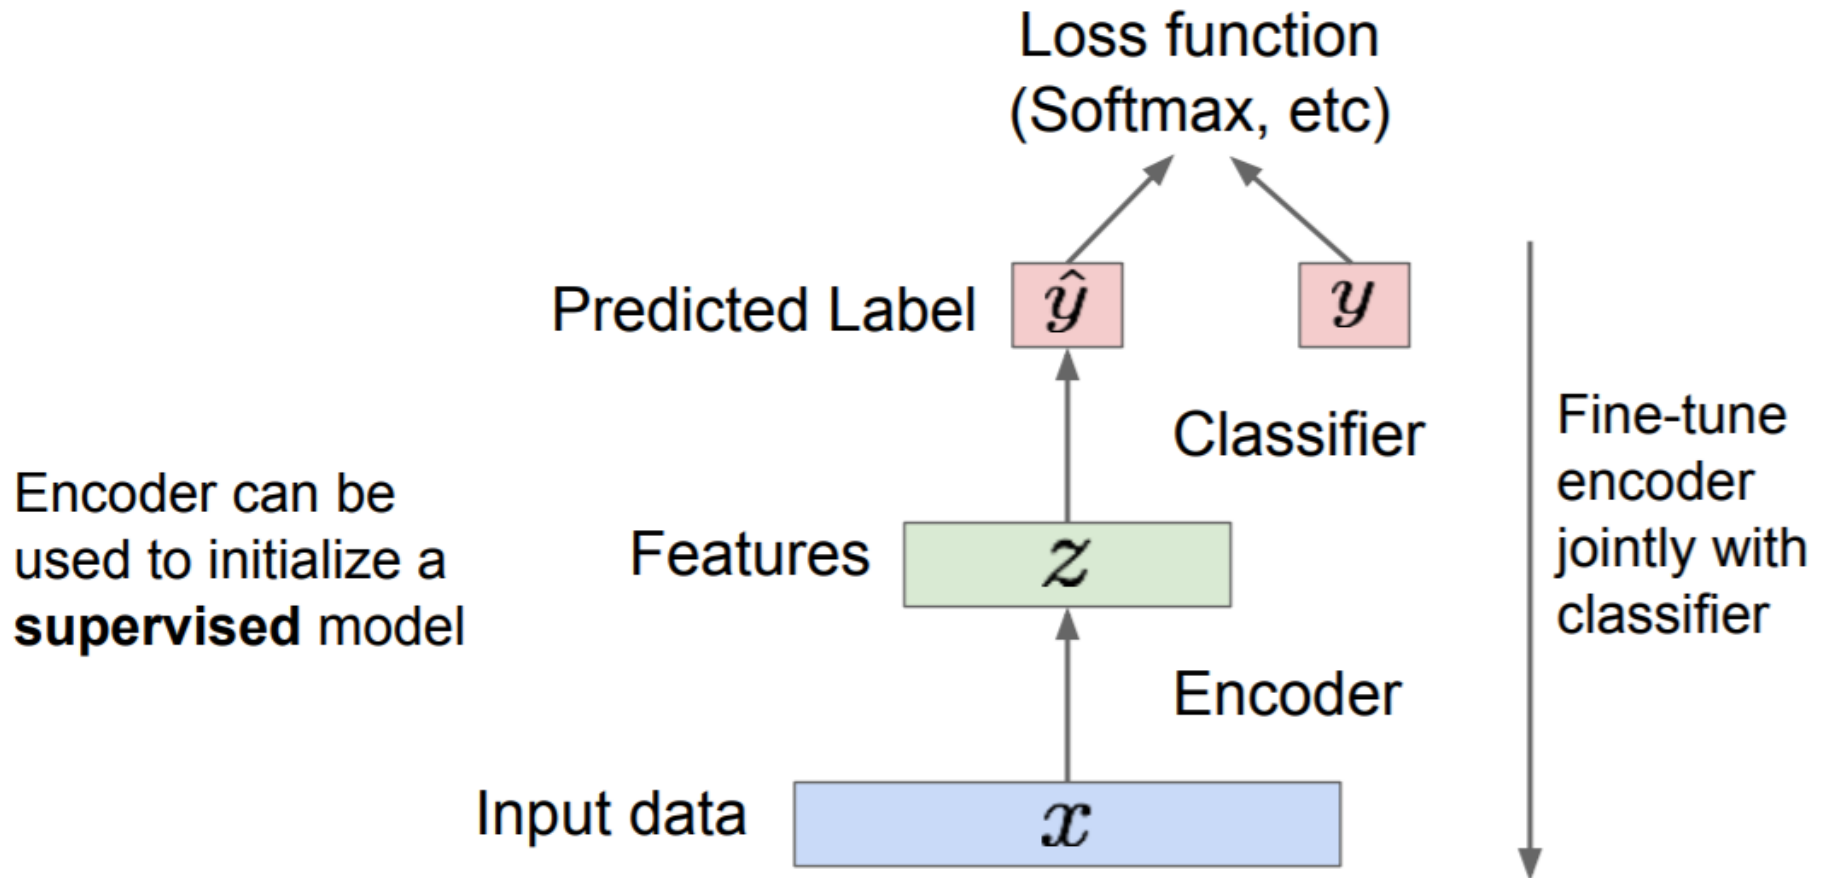 Loss function
(Softmax, etc)
Predicted Label
ŷ
y
Classifier
Fine-tune
encoder
jointly with
classifier
Encoder can be
used to initialize a
supervised model
Features
z
Encoder
Input data
x